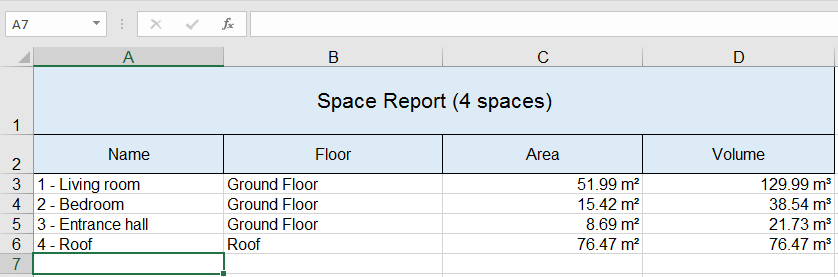 A7 fx
A B C D
1 Space Report (4 spaces)
2 Name Floor Area Volume
3 1 - Living room Ground Floor 51.99 m² 129.99 m³
4 2 - Bedroom Ground Floor 15.42 m² 38.54 m³
5 3 - Entrance hall Ground Floor 8.69 m² 21.73 m³
6 4 - Roof Roof 76.47 m² 76.47 m³
7